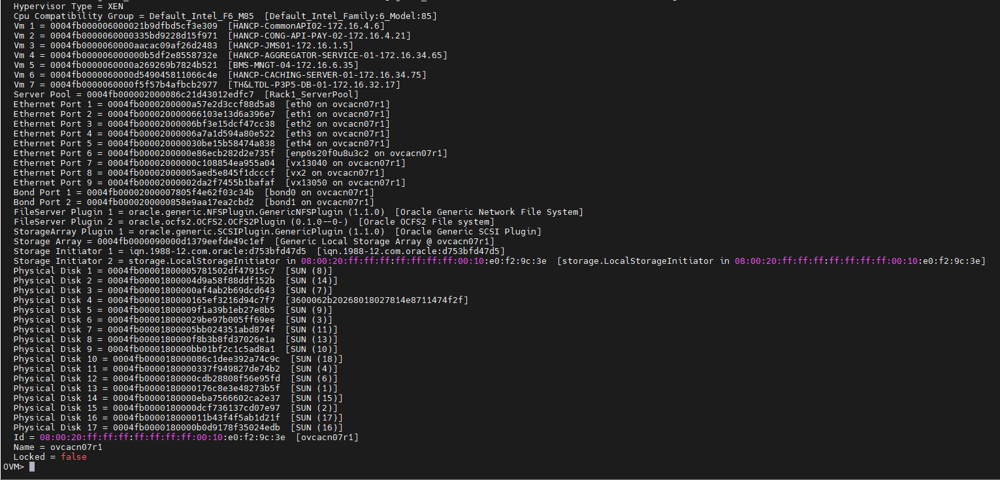 Hypervisor Type = XEN
Cpu Compatibility Group = Default_Intel_F6_M85  [Default_Intel_Family:6_Model:85]
Vm 1 = 0004fb000006000021b9dfbd5cf3e309  [HANCP-CommonAPI02-172.16.4.6]
Vm 2 = 0004fb0000060000335bd9228d15f971  [HANCP-CONG-API-PAY-02-172.16.4.21]
Vm 3 = 0004fb0000060000aacac09af26d2483  [HANCP-JMS01-172.16.1.5]
Vm 4 = 0004fb000006000000b5df2e8558732e  [HANCP-AGGREGATOR-SERVICE-01-172.16.34.65]
Vm 5 = 0004fb0000060000a269269b7824b521  [BMS-MNGT-04-172.16.6.35]
Vm 6 = 0004fb0000060000d549045811066c4e  [HANCP-CACHING-SERVER-01-172.16.34.75]
Vm 7 = 0004fb0000060000f5f57b4afbcb2977  [TH&LTDL-P3P5-DB-01-172.16.32.17]
Server Pool = 0004fb000002000086c21d43012edfc7  [Rack1_ServerPool]
Ethernet Port 1 = 0004fb0000200000a57e2d3ccf88d5a8  [eth0 on ovcacn07r1]
Ethernet Port 2 = 0004fb000020000066103e13d6a396e7  [eth1 on ovcacn07r1]
Ethernet Port 3 = 0004fb00002000006bf3e15dcf47cc38  [eth2 on ovcacn07r1]
Ethernet Port 4 = 0004fb00002000006a7a1d594a80e522  [eth3 on ovcacn07r1]
Ethernet Port 5 = 0004fb000020000030be15b58474a838  [eth4 on ovcacn07r1]
Ethernet Port 6 = 0004fb0000200000e86ecb282d2e735f  [enp0s20f0u8u3c2 on ovcacn07r1]
Ethernet Port 7 = 0004fb0000200000c108854ea955a04  [vx13040 on ovcacn07r1]
Ethernet Port 8 = 0004fb00002000005aed5e845f1dcccf  [vx2 on ovcacn07r1]
Ethernet Port 9 = 0004fb00002000002da2f7455b1bafaf  [vx13050 on ovcacn07r1]
Bond Port 1 = 0004fb00002000007805f4e62f03c34b  [bond0 on ovcacn07r1]
Bond Port 2 = 0004fb0000200000858e9aa17ea2cbd2  [bond1 on ovcacn07r1]
FileServer Plugin 1 = oracle.generic.NFSPlugin.GenericNFSPlugin (1.1.0)  [Oracle Generic Network File System]
FileServer Plugin 2 = oracle.ocfs2.OCFS2.OCFS2Plugin (0.1.0--0-)  [Oracle OCFS2 File system]
StorageArray Plugin 1 = oracle.generic.SCSIPlugin.GenericPlugin (1.1.0)  [Oracle Generic SCSI Plugin]
Storage Array = 0004fb0000090000d1379eefde49c1ef  [Generic Local Storage Array @ ovcacn07r1]
Storage Initiator 1 = iqn.1988-12.com.oracle:d753bfd47d5  [iqn.1988-12.com.oracle:d753bfd47d5]
Storage Initiator 2 = storage.LocalStorageInitiator in 08:00:20:ff:ff:ff:ff:ff:ff:ff:00:10:e0:f2:9c:3e  [storage.LocalStorageInitiator in 08:00:20:ff:ff:ff:ff:ff:ff:ff:00:10:e0:f2:9c:3e]
Physical Disk 1 = 0004fb00001800005781502df47915c7  [SUN (8)]
Physical Disk 2 = 0004fb00001800004d9a58f88ddf152b  [SUN (14)]
Physical Disk 3 = 0004fb0000180000af4ab2b69dcd643  [SUN (7)]
Physical Disk 4 = 0004fb0000180000165ef3216d94c7f7  [3600062b20268018027814e8711474f2f]
Physical Disk 5 = 0004fb00001800009f1a39b1eb27e8b5  [SUN (9)]
Physical Disk 6 = 0004fb000018000029be97b005ff69ee  [SUN (3)]
Physical Disk 7 = 0004fb00001800005bb024351abd874f  [SUN (11)]
Physical Disk 8 = 0004fb0000180000f8b3b8fd37026e1a  [SUN (13)]
Physical Disk 9 = 0004fb0000180000bb01bf2c1c5ad8a1  [SUN (10)]
Physical Disk 10 = 0004fb000018000086c1dee392a74c9c  [SUN (18)]
Physical Disk 11 = 0004fb0000180000337f949827de74b2  [SUN (4)]
Physical Disk 12 = 0004fb0000180000cdb28808f56e95fd  [SUN (6)]
Physical Disk 13 = 0004fb0000180000176c8e3e48273b5f  [SUN (1)]
Physical Disk 14 = 0004fb0000180000eba7566602ca2e37  [SUN (15)]
Physical Disk 15 = 0004fb0000180000dcf736137cd07e97  [SUN (2)]
Physical Disk 16 = 0004fb000018000011b43f4f5ab1d21f  [SUN (17)]
Physical Disk 17 = 0004fb0000180000b0d9178f35024edb  [SUN (16)]
Id = 08:00:20:ff:ff:ff:ff:ff:ff:ff:00:10:e0:f2:9c:3e  [ovcacn07r1]
Name = ovcacn07r1
Locked = false
OVM>